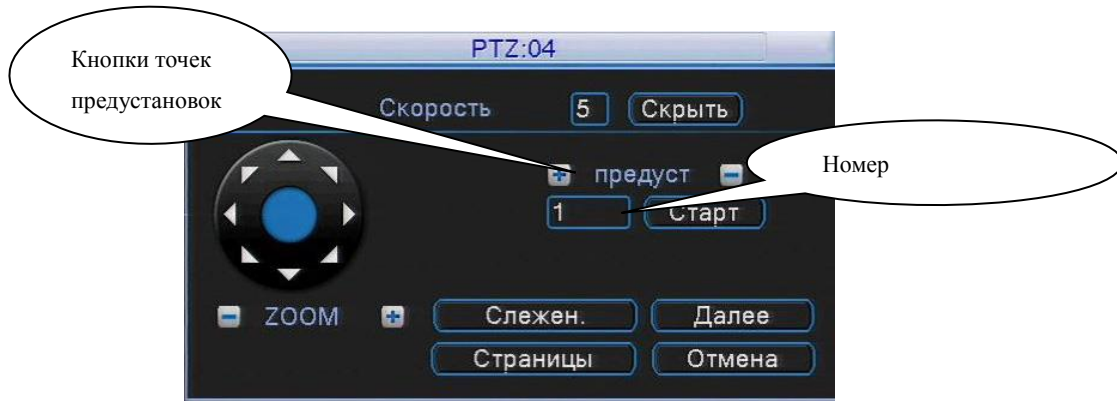 PTZ:04
Кнопки точек
предустановок
Скорость 5 Скрыть
+ предуст -
Номер
1 Старт
- ZOOM + Слежен. Далее
Страницы Отмена